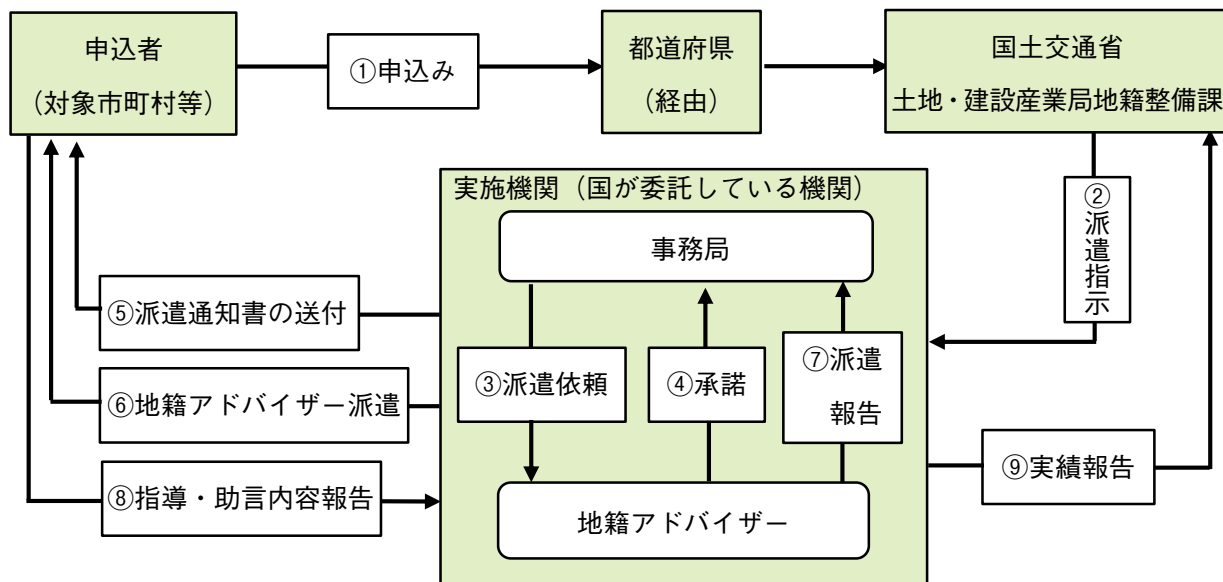 申込者
（対象市町村等）
①申込み
都道府県
（経由）
国土交通省
土地・建設産業局地籍整備課
実施機関（国が委託している機関）
事務局
②派遣指示
⑤派遣通知書の送付
③派遣依頼
④承諾
⑦派遣
報告
⑥地籍アドバイザー派遣
⑨実績報告
⑧指導・助言内容報告
地籍アドバイザー